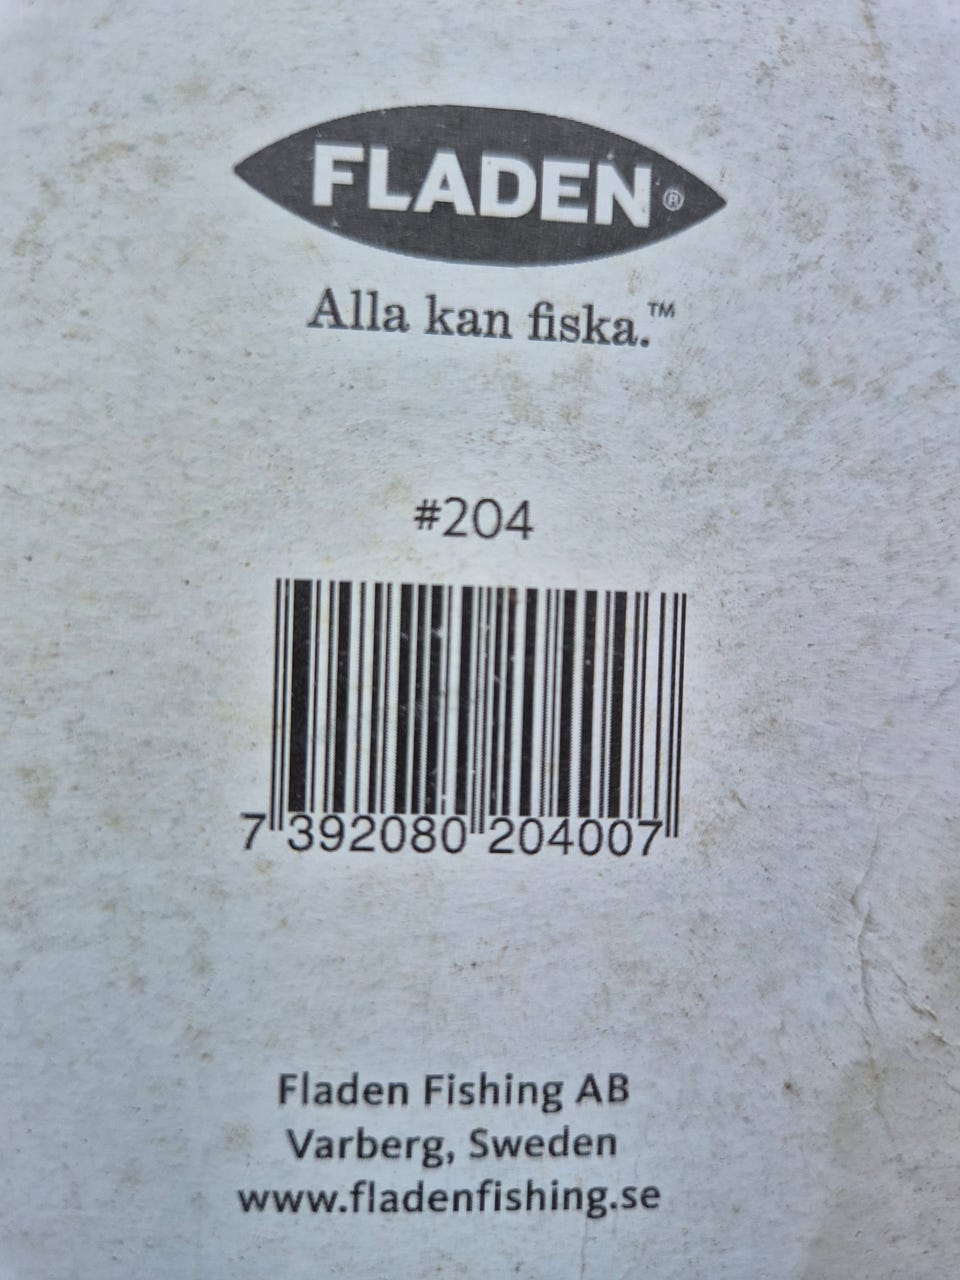 FLADEN®
Alla kan fiska.™
#204
7 392080 204007
Fladen Fishing AB
Varberg, Sweden
www.fladenfishing.se